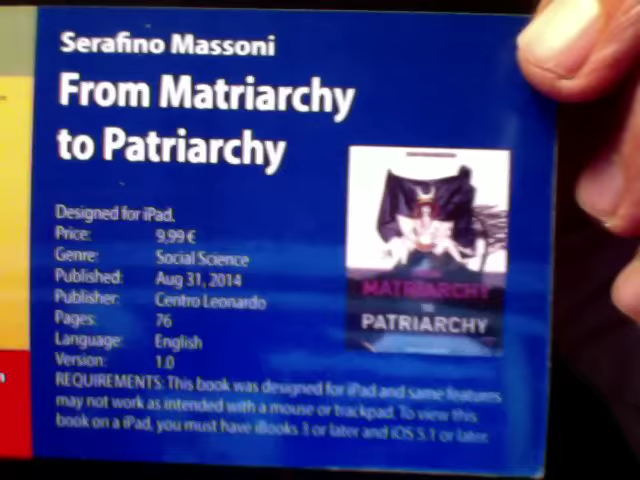 Serafino Massoni
From Matriarchy
to Patriarchy
Designed for iPad.
Price: 9,99 €
Genre: Social Science
Published: Aug 31, 2014
Publisher: Centro Leonardo
Pages: 76
Language: English
Version: 1.0
REQUIREMENTS: This book was designed for iPad and same features
may not work as intended with a mouse or trackpad. To view this
book on a iPad, you must have iBooks 3 or later and iOS 5.1 or later.
MATRIARCHY
TO
PATRIARCHY